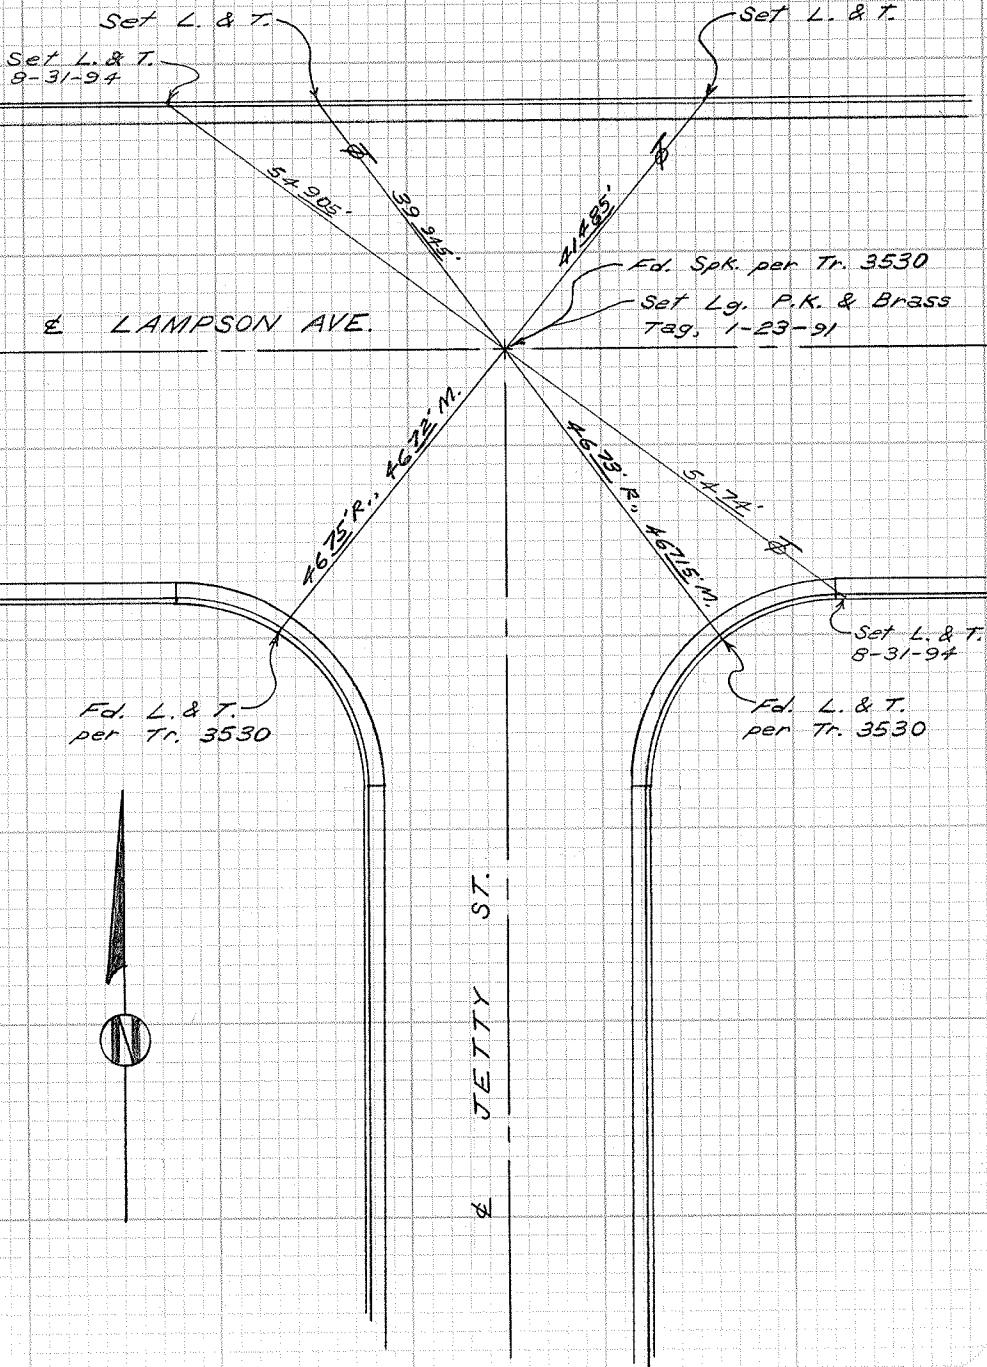 Set L. & T.
Set L. & T.
Set L. & T.
8-31-94
54.905'
39.945'
41.485'
Fd. Spk. per Tr. 3530
Set Lg. P.K. & Brass
Tag, 1-23-91
℄ LAMPSON AVE.
46.75' R., 46.72' M.
46.73' R., 46.715' M.
54.74'
Set L. & T.
8-31-94
Fd. L. & T.
per Tr. 3530
Fd. L. & T.
per Tr. 3530
℄ JETTY ST.
N